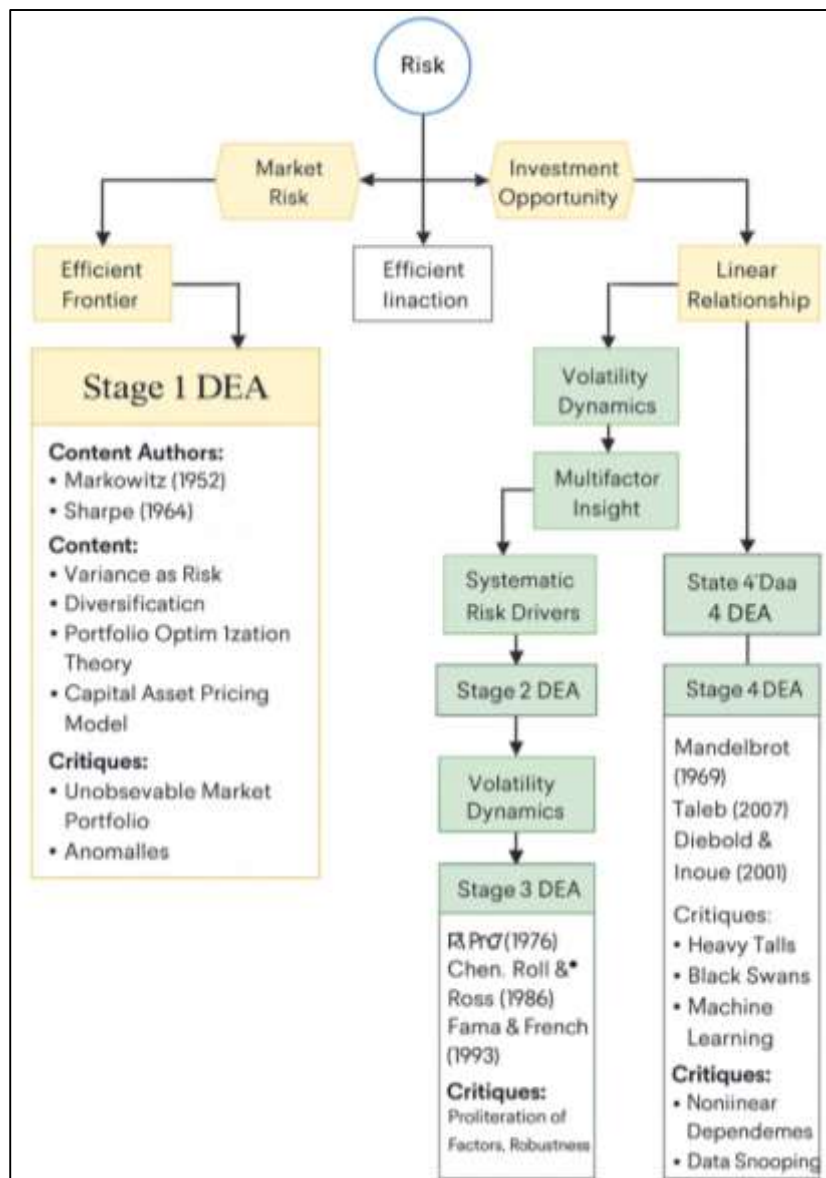 Risk
Market
Risk
Investment
Opportunity
Efficient
Frontier
Efficient
Iinaction
Linear
Relationship
Stage 1 DEA
Content Authors:
• Markowitz (1952)
• Sharpe (1964)
Content:
• Variance as Risk
• Diversificaticn
• Portfolio Optim 1zation
Theory
• Capital Asset Pricing
Model
Critiques:
• Unobsevable Market
Portfolio
• Anomalles
Volatility
Dynamics
Multifactor
Insight
Systematic
Risk Drivers
Stage 2 DEA
Volatility
Dynamics
Stage 3 DEA
(1976)
Chen. Roll &•
Ross (1986)
Fama & French
(1993)
Critiques:
Proliteration of
Factors, Robustness
State 4'Daa
4 DEA
Stage 4 DEA
Mandelbrot
(1969)
Taleb (2007)
Diebold &
Inoue (2001)
Critiques:
• Heavy Talls
• Black Swans
• Machine
Learning
Critiques:
• Noniinear
Dependemes
• Data Snooping